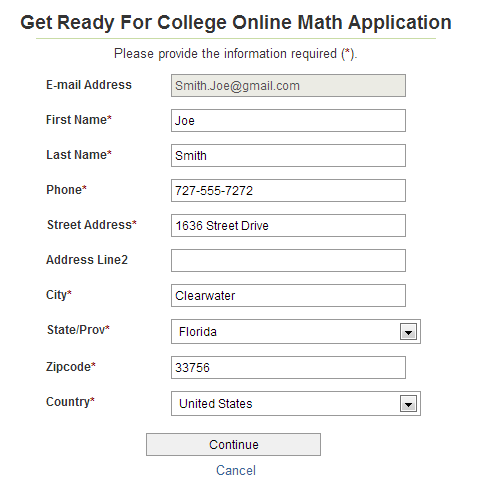 Get Ready For College Online Math Application
Please provide the information required (*).
E-mail Address Smith.Joe@gmail.com
First Name* Joe
Last Name* Smith
Phone* 727-555-7272
Street Address* 1636 Street Drive
Address Line2
City* Clearwater
State/Prov* Florida
Zipcode* 33756
Country* United States
Continue
Cancel